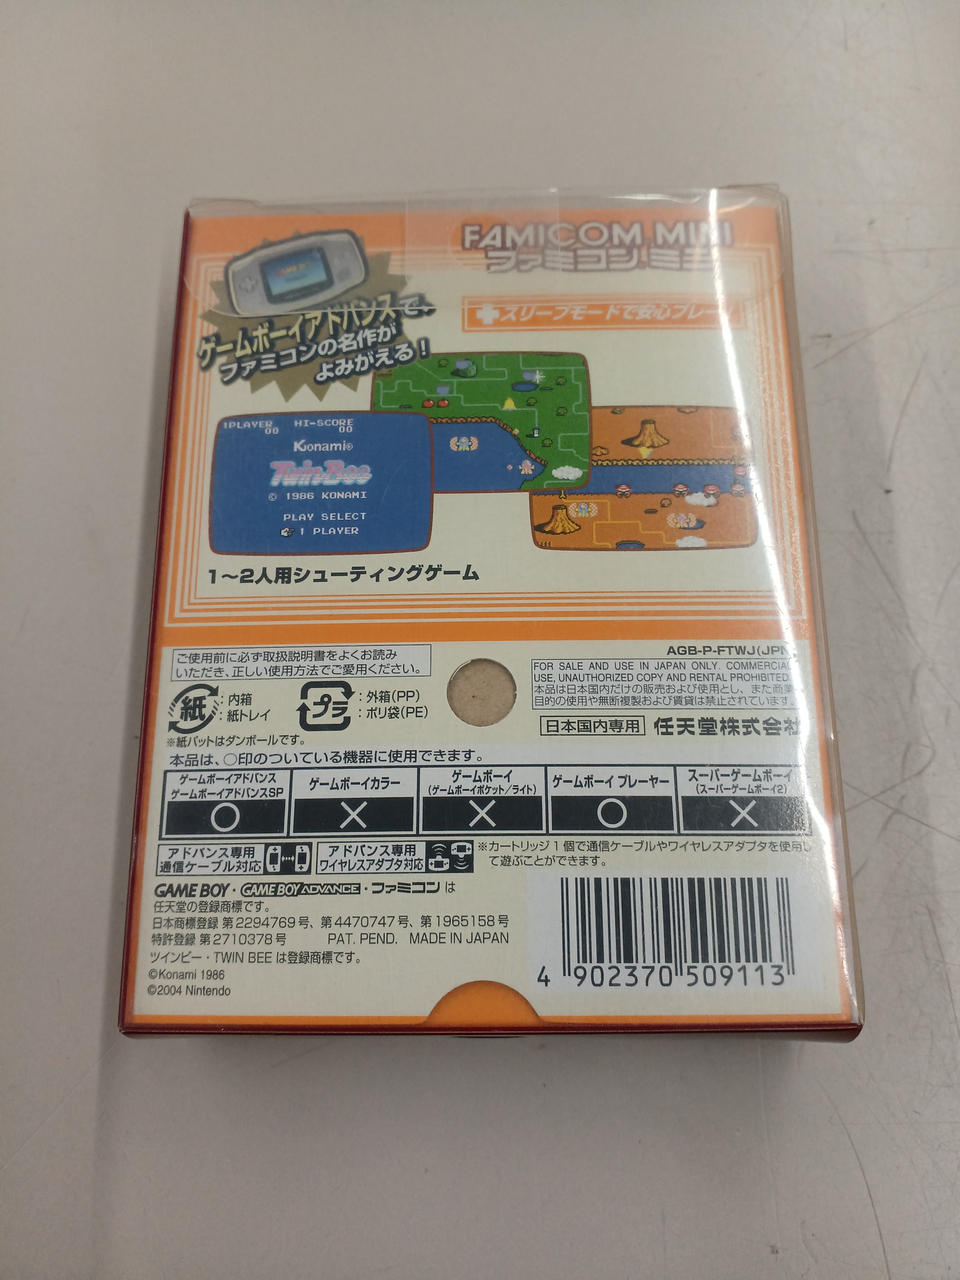 FAMICOM MINI
ファミコンミニ
ゲームボーイアドバンスで、
ファミコンの名作が
よみがえる!
スリープモードで安心プレー!
1PLAYER HI-SCORE
00 00
Konami®
TwinBee
© 1986 KONAMI
PLAY SELECT
1 PLAYER
1〜2人用シューティングゲーム
AGB-P-FTWJ(JPN
ご使用前に必ず取扱説明書をよくお読み
いただき、正しい使用方法でご愛用ください。
紙
:内箱
:紙トレイ
プラ
:外箱(PP)
:ポリ袋(PE)
※紙パットはダンボールです。
FOR SALE AND USE IN JAPAN ONLY. COMMERCIAL
USE, UNAUTHORIZED COPY AND RENTAL PROHIBITED.
本品は日本国内だけの販売および使用とし、また商業
目的の使用や無断複製および賃貸は禁止されています。
日本国内専用 任天堂株式会社
本品は、○印のついている機器に使用できます。
ゲームボーイアドバンス
ゲームボーイアドバンスSP
○
ゲームボーイカラー
×
ゲームボーイ
(ゲームボーイポケット/ライト)
×
ゲームボーイ プレーヤー
○
スーパーゲームボーイ
(スーパーゲームボーイ2)
×
アドバンス専用
通信ケーブル対応
アドバンス専用
ワイヤレスアダプタ対応
※カートリッジ1個で通信ケーブルやワイヤレスアダプタを使用し
て遊ぶことができます。
GAME BOY・GAME BOY ADVANCE・ファミコン は
任天堂の登録商標です。
日本商標登録 第2294769号、第4470747号、第1965158号
特許登録 第2710378号 PAT. PEND. MADE IN JAPAN
ツインビー・TWIN BEE は登録商標です。
©Konami 1986
©2004 Nintendo
4 902370 509113